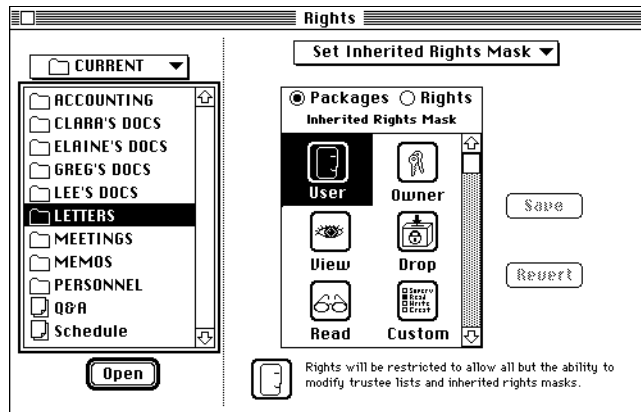 Rights
CURRENT
ACCOUNTING
CLARA'S DOCS
ELAINE'S DOCS
GREG'S DOCS
LEE'S DOCS
LETTERS
MEETINGS
MEMOS
PERSONNEL
Q&A
Schedule
Open
Set Inherited Rights Mask
Packages Rights
Inherited Rights Mask
User Owner
View Drop
Read Custom
Save
Revert
Rights will be restricted to allow all but the ability to
modify trustee lists and inherited rights masks.